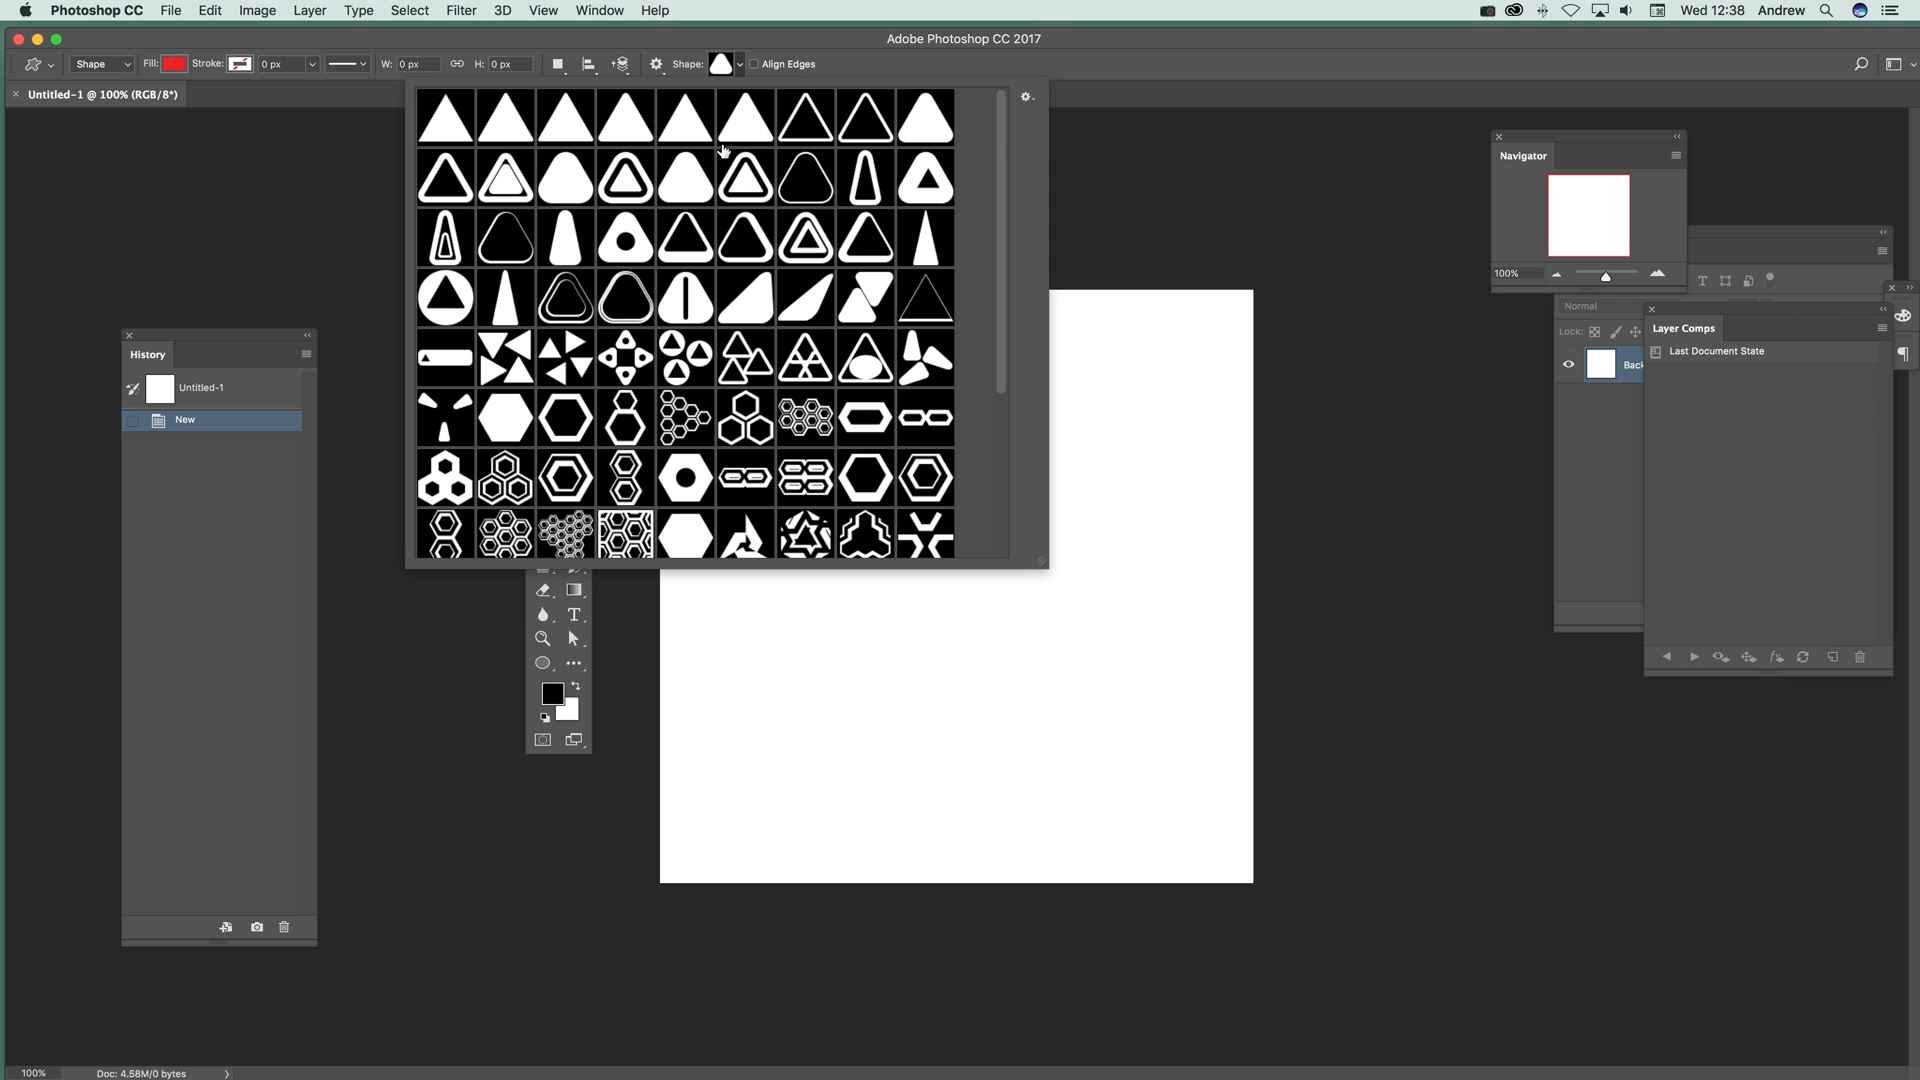 Photoshop CC File Edit Image Layer Type Select Filter 3D View Window Help Wed 12:38 Andrew
Adobe Photoshop CC 2017
Shape Fill: Stroke: 0 px W: 0 px H: 0 px Shape: Align Edges
Untitled-1 @ 100% (RGB/8*)
Navigator
100%
Normal
Lock:
Back
Layer Comps
Last Document State
History
Untitled-1
New
100% Doc: 4.58M/0 bytes